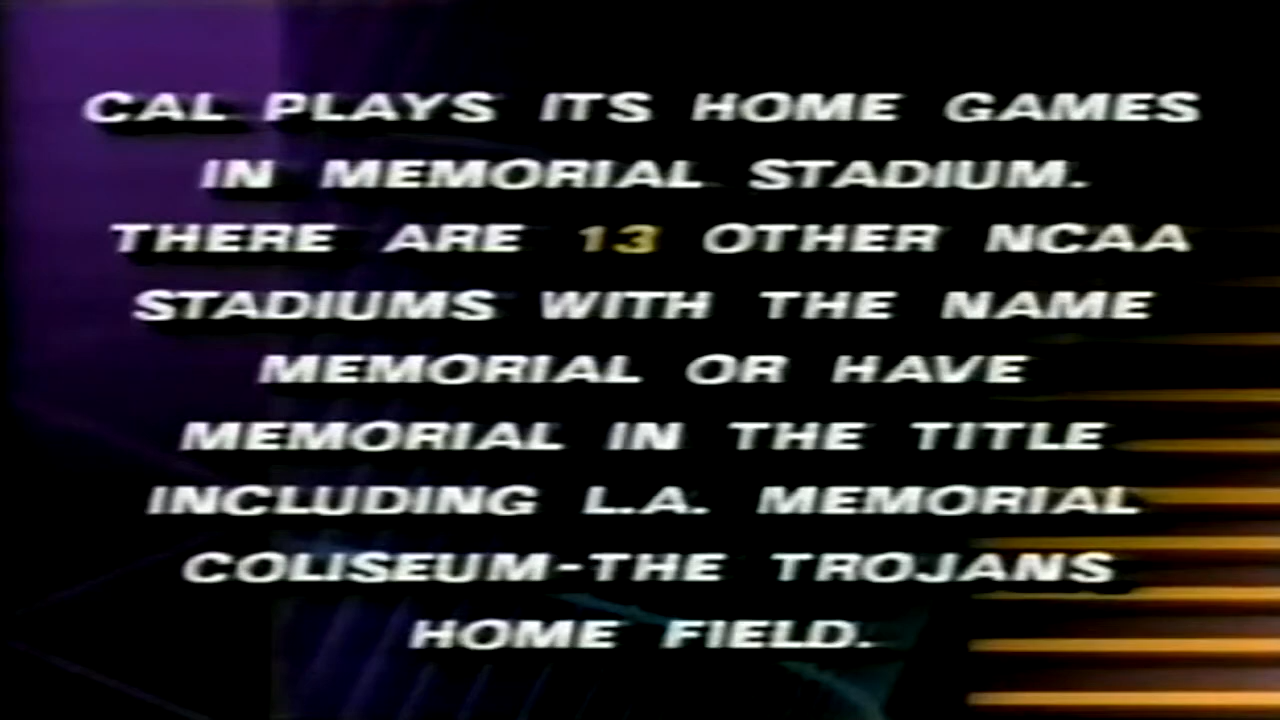 CAL PLAYS ITS HOME GAMES
IN MEMORIAL STADIUM.
THERE ARE 13 OTHER NCAA
STADIUMS WITH THE NAME
MEMORIAL OR HAVE
MEMORIAL IN THE TITLE
INCLUDING L.A. MEMORIAL
COLISEUM-THE TROJANS
HOME FIELD.